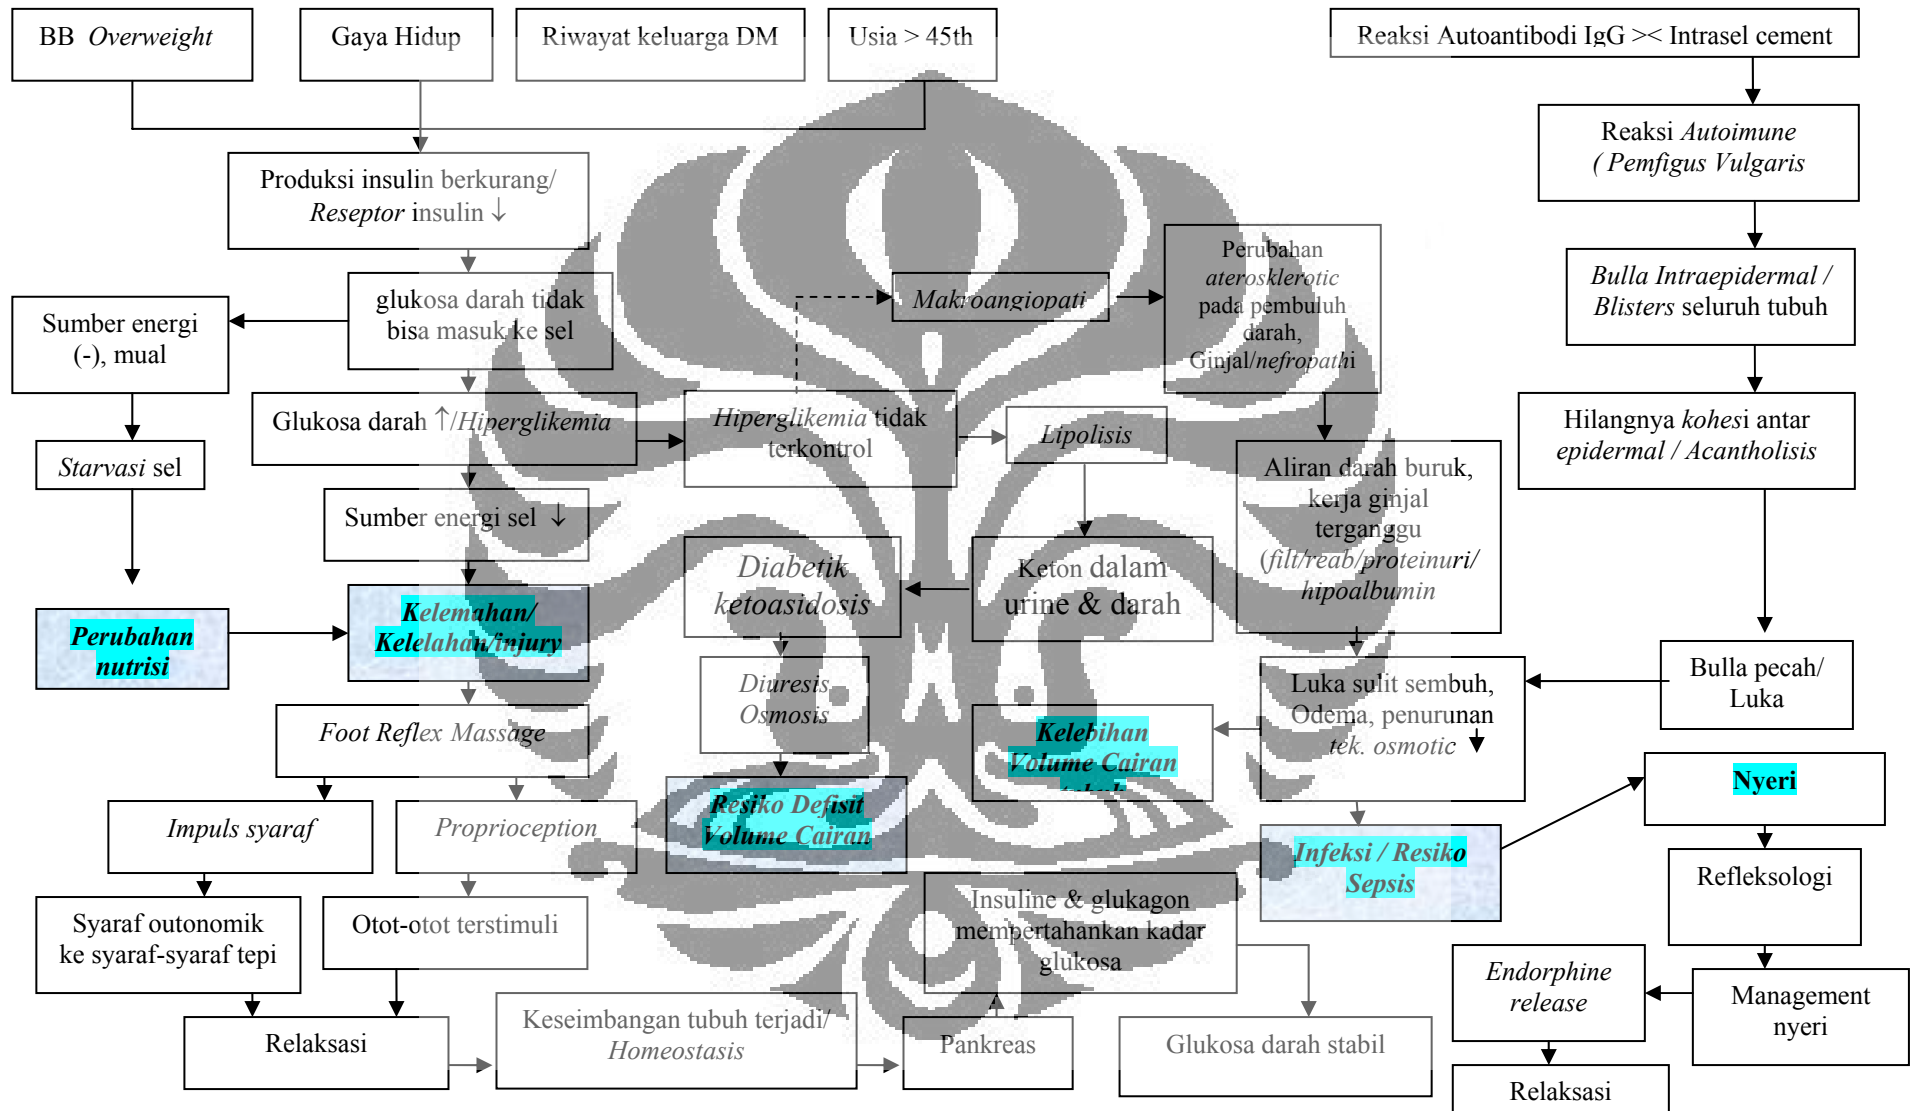 BB Overweight
Gaya Hidup
Riwayat keluarga DM
Usia > 45th
Reaksi Autoantibodi IgG >< Intrasel cement
Reaksi Autoimune
( Pemfigus Vulgaris
Produksi insulin berkurang/
Reseptor insulin ↓
Perubahan
aterosklerotic
pada pembuluh
darah,
Ginjal/nefropathi
Bulla Intraepidermal /
Blisters seluruh tubuh
glukosa darah tidak
bisa masuk ke sel
Makroangiopati
Sumber energi
(-), mual
Glukosa darah ↑/Hiperglikemia
Hiperglikemia tidak
terkontrol
Lipolisis
Hilangnya kohesi antar
epidermal / Acantholisis
Starvasi sel
Aliran darah buruk,
kerja ginjal
terganggu
(filt/reab/proteinuri/
hipoalbumin
Sumber energi sel ↓
Diabetik
ketoasidosis
Keton dalam
urine & darah
Perubahan
nutrisi
Kelemahan/
Kelelahan/injury
Diuresis
Osmosis
Luka sulit sembuh,
Odema, penurunan
tek. osmotic
Bulla pecah/
Luka
Foot Reflex Massage
Kelebihan
Volume Cairan
tubuh
Nyeri
Resiko Defisit
Volume Cairan
Impuls syaraf
Proprioception
Infeksi / Resiko
Sepsis
Refleksologi
Syaraf outonomik
ke syaraf-syaraf tepi
Otot-otot terstimuli
Insuline & glukagon
mempertahankan kadar
glukosa
Endorphine
release
Management
nyeri
Relaksasi
Keseimbangan tubuh terjadi/
Homeostasis
Pankreas
Glukosa darah stabil
Relaksasi